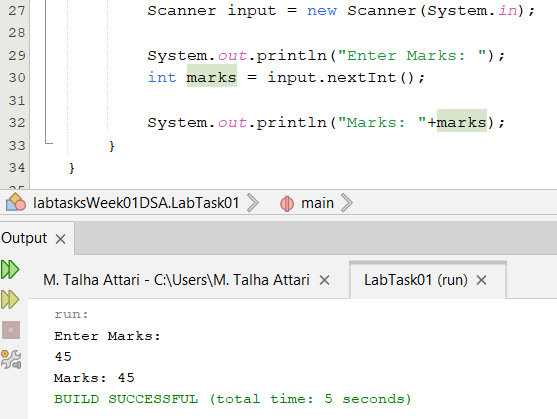 27 Scanner input = new Scanner(System.in);
28
29 System.out.println("Enter Marks: ");
30 int marks = input.nextInt();
31
32 System.out.println("Marks: "+marks);
33 }
34 }
labtasksWeek01DSA.LabTask01 main
Output ×
M. Talha Attari - C:\Users\M. Talha Attari × LabTask01 (run) ×
run:
Enter Marks:
45
Marks: 45
BUILD SUCCESSFUL (total time: 5 seconds)